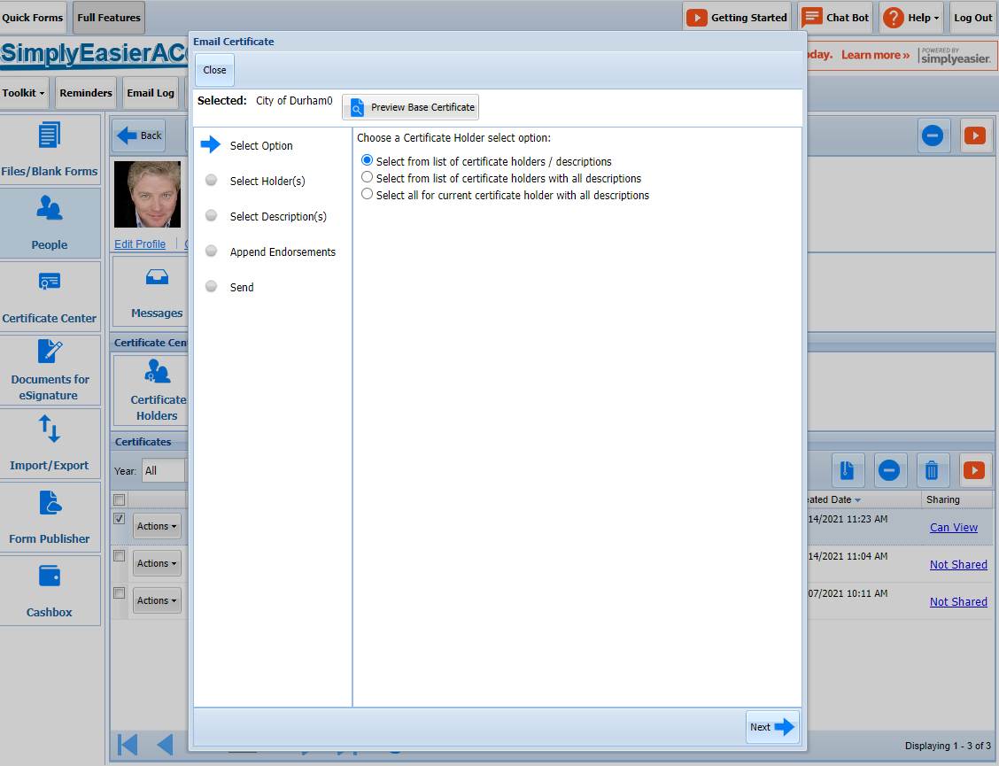 Quick Forms
Full Features
Getting Started
Chat Bot
Help
Log Out
SimplyEasierAC
oday. Learn more »
POWERED BY
simplyeasier.
Toolkit
Reminders
Email Log
Email Certificate
Close
Selected: City of Durham0
Preview Base Certificate
Files/Blank Forms
People
Certificate Center
Documents for
eSignature
Import/Export
Form Publisher
Cashbox
Back
Edit Profile
Messages
Certificate Cen
Certificate
Holders
Certificates
Year: All
Actions
Actions
Actions
Select Option
Select Holder(s)
Select Description(s)
Append Endorsements
Send
Choose a Certificate Holder select option:
Select from list of certificate holders / descriptions
Select from list of certificate holders with all descriptions
Select all for current certificate holder with all descriptions
Next
eated Date
Sharing
14/2021 11:23 AM
Can View
14/2021 11:04 AM
Not Shared
07/2021 10:11 AM
Not Shared
Displaying 1 - 3 of 3